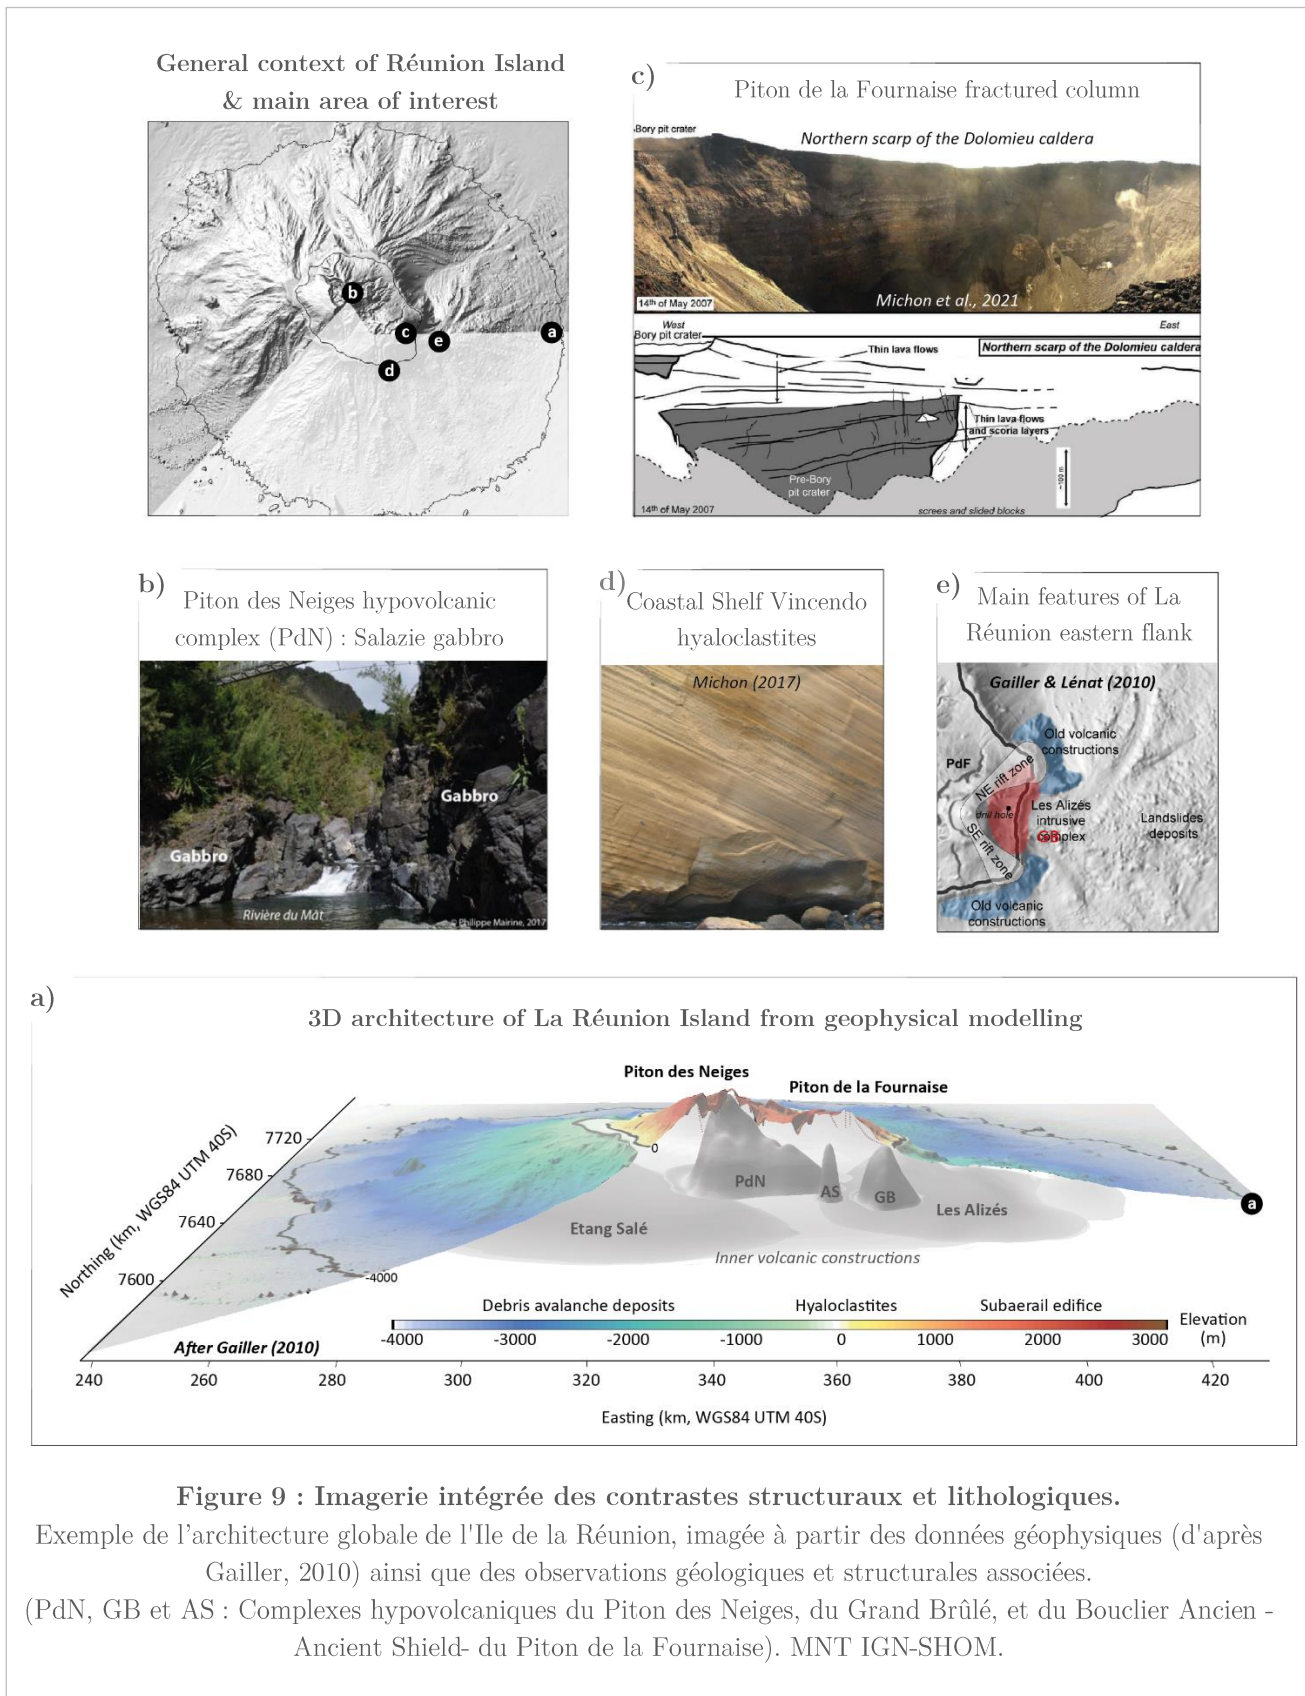 General context of Réunion Island
& main area of interest
b
c
e
a
d
c)
Piton de la Fournaise fractured column
Bory pit crater
Northern scarp of the Dolomieu caldera
14th of May 2007
Michon et al., 2021
West
East
Bory pit crater
Northern scarp of the Dolomieu caldera
Thin lava flows
Thin lava flows
and scoria layers
Pre-Bory
pit crater
~100 m
14th of May 2007
screes and slided blocks
b)
Piton des Neiges hypovolcanic
complex (PdN) : Salazie gabbro
Gabbro
Gabbro
Rivière du Mât
© Philippe Mairine, 2017
d)
Coastal Shelf Vincendo
hyaloclastites
Michon (2017)
e)
Main features of La
Réunion eastern flank
Gailler & Lénat (2010)
Old volcanic
constructions
PdF
NE rift zone
drill hole
Les Alizés
intrusive
complex
GB
Landslides
deposits
SE rift zone
Old volcanic
constructions
a)
3D architecture of La Réunion Island from geophysical modelling
Piton des Neiges
Piton de la Fournaise
Northing (km, WGS84 UTM 40S)
7720
7680
7640
7600
0
-4000
PdN
AS
GB
Etang Salé
Les Alizés
Inner volcanic constructions
a
Debris avalanche deposits
Hyaloclastites
Subaerail edifice
Elevation
(m)
-4000 -3000 -2000 -1000 0 1000 2000 3000
After Gailler (2010)
240 260 280 300 320 340 360 380 400 420
Easting (km, WGS84 UTM 40S)
Figure 9 : Imagerie intégrée des contrastes structuraux et lithologiques.
Exemple de l'architecture globale de l'Ile de la Réunion, imagée à partir des données géophysiques (d'après
Gailler, 2010) ainsi que des observations géologiques et structurales associées.
(PdN, GB et AS : Complexes hypovolcaniques du Piton des Neiges, du Grand Brûlé, et du Bouclier Ancien -
Ancient Shield- du Piton de la Fournaise). MNT IGN-SHOM.